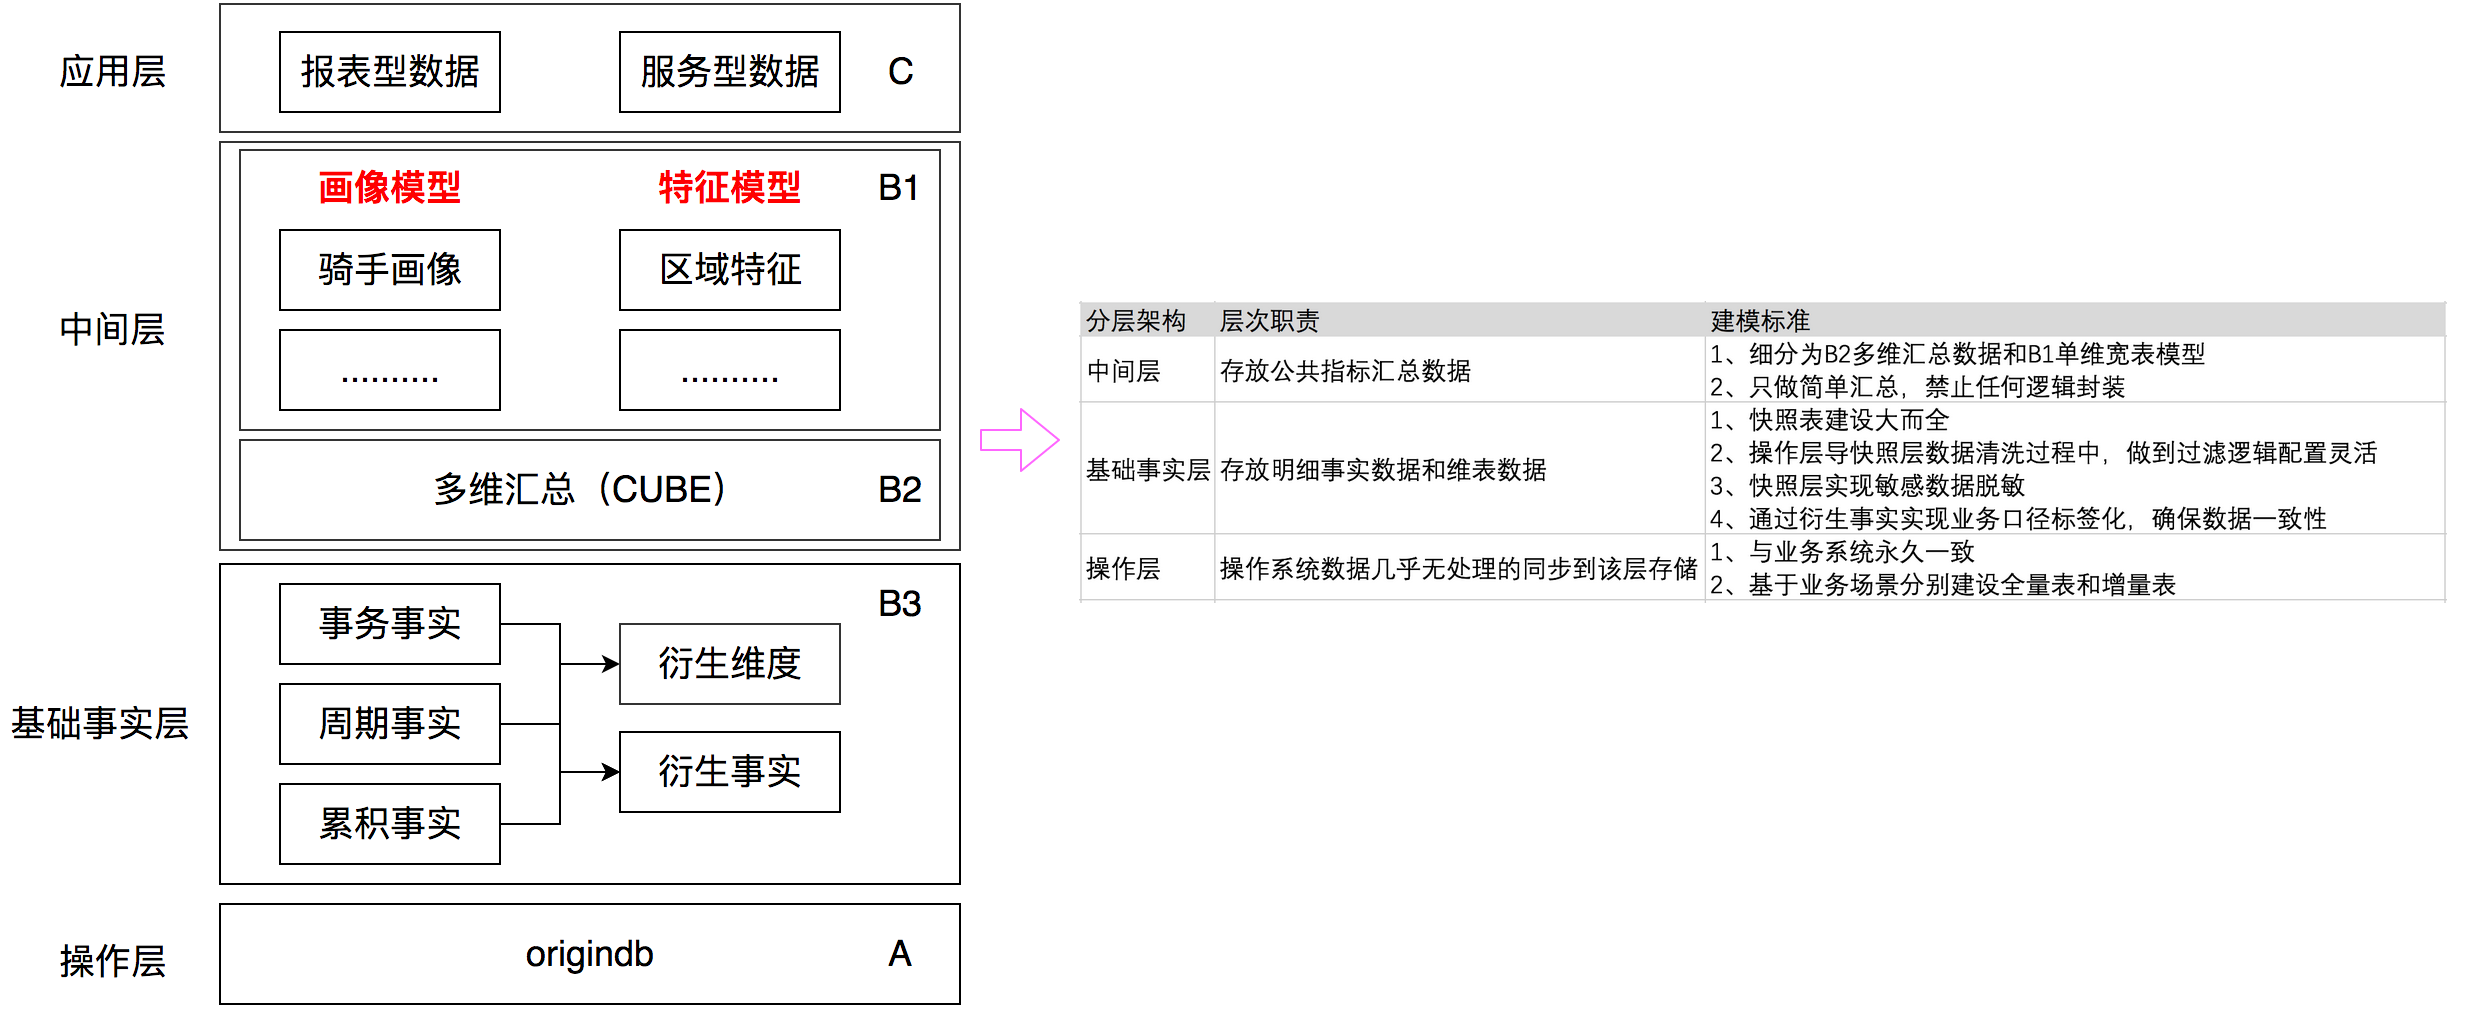 应用层
报表型数据
服务型数据
C
中间层
画像模型
特征模型
B1
骑手画像
区域特征
..........
..........
多维汇总（CUBE）
B2
基础事实层
B3
事务事实
周期事实
累积事实
衍生维度
衍生事实
操作层
origindb
A
分层架构
层次职责
建模标准
中间层
存放公共指标汇总数据
1、细分为B2多维汇总数据和B1单维宽表模型
2、只做简单汇总，禁止任何逻辑封装
基础事实层
存放明细事实数据和维表数据
1、快照表建设大而全
2、操作层导快照层数据清洗过程中，做到过滤逻辑配置灵活
3、快照层实现敏感数据脱敏
4、通过衍生事实实现业务口径标签化，确保数据一致性
操作层
操作系统数据几乎无处理的同步到该层存储
1、与业务系统永久一致
2、基于业务场景分别建设全量表和增量表